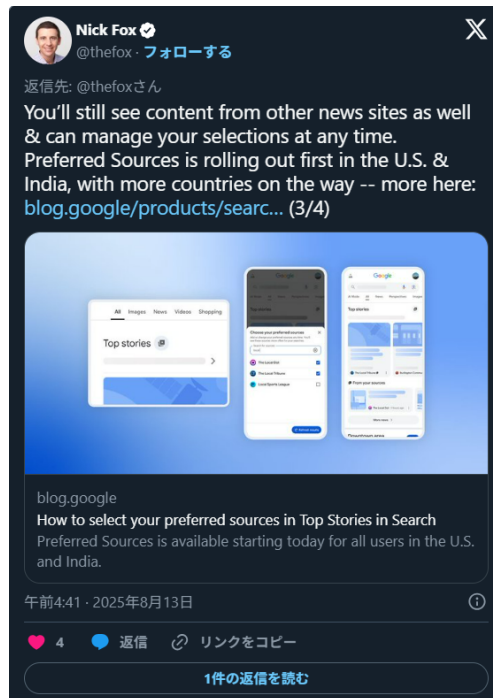 Nick Fox
@thefox · フォローする
返信先: @thefoxさん
You'll still see content from other news sites as well
& can manage your selections at any time.
Preferred Sources is rolling out first in the U.S. &
India, with more countries on the way -- more here:
blog.google/products/searc... (3/4)
All Images News Videos Shopping
Top stories
Google
Top stories
Choose your preferred sources
Google
Top stories
From your sources
blog.google
How to select your preferred sources in Top Stories in Search
Preferred Sources is available starting today for all users in the U.S.
and India.
午前4:41 · 2025年8月13日
4 返信 リンクをコピー
1件の返信を読む